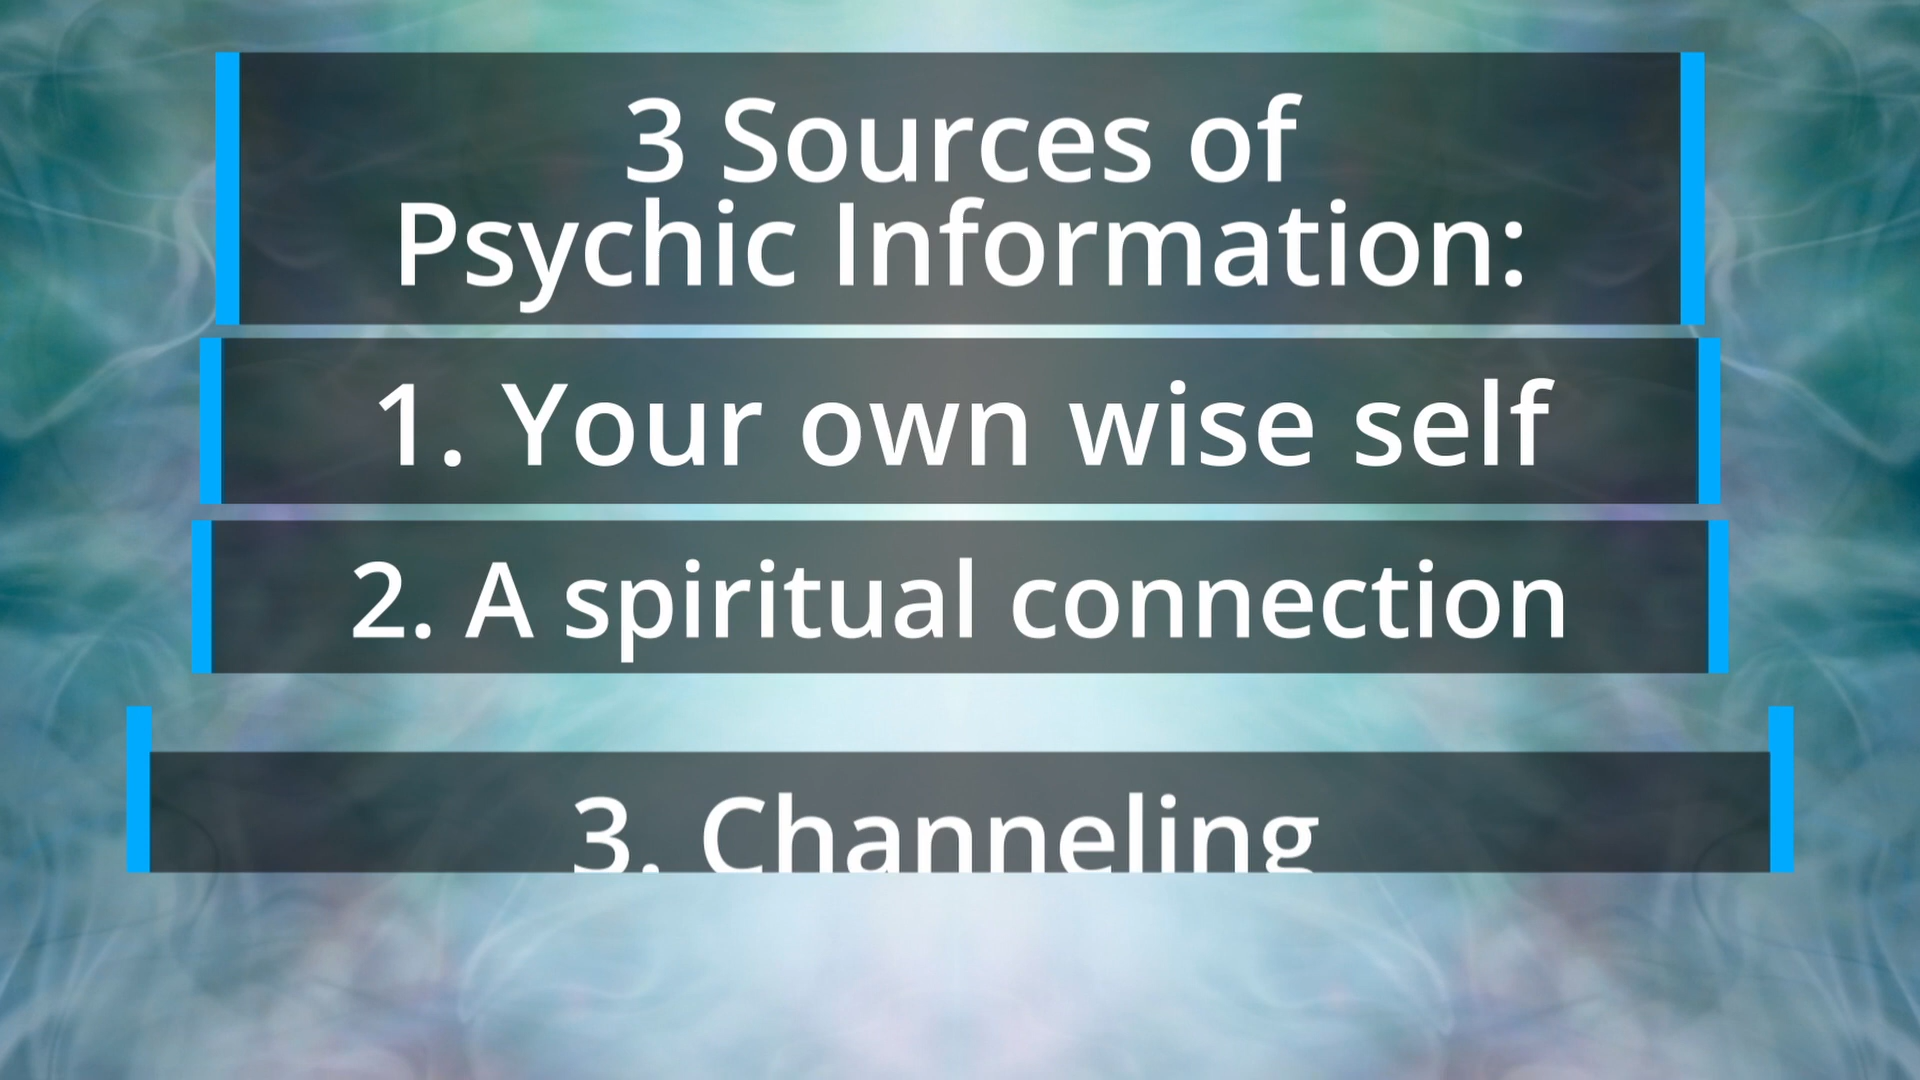 3 Sources of
Psychic Information:
1. Your own wise self
2. A spiritual connection
3. Channeling